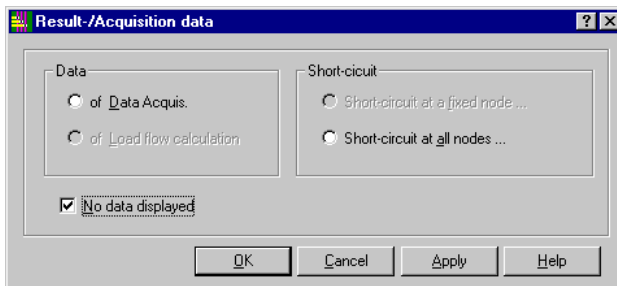 Result-/Acquisition data
Data
of Data Acquis.
of Load flow calculation
Short-cicuit
Short-circuit at a fixed node ...
Short-circuit at all nodes ...
No data displayed
OK
Cancel
Apply
Help